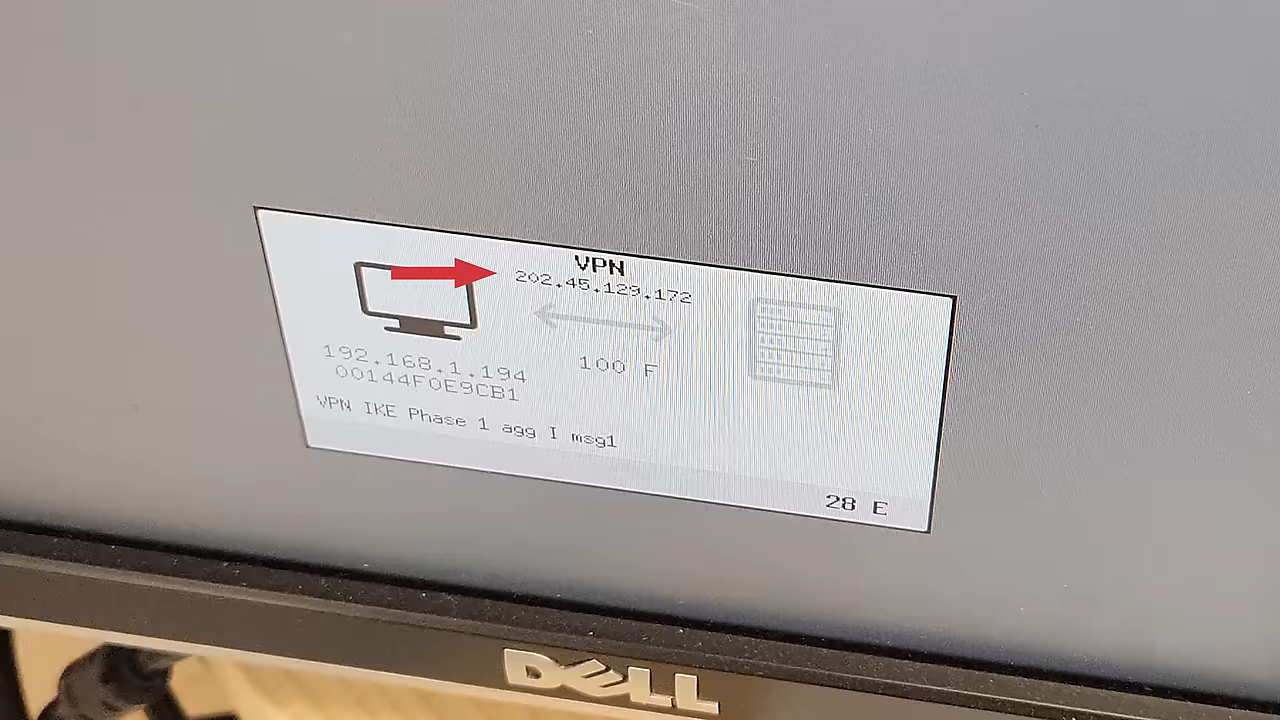 VPN
202.45.129.172
100 F
192.168.1.194
00144F0E9CB1
VPN IKE Phase 1 agg I msg1
28 E
DELL